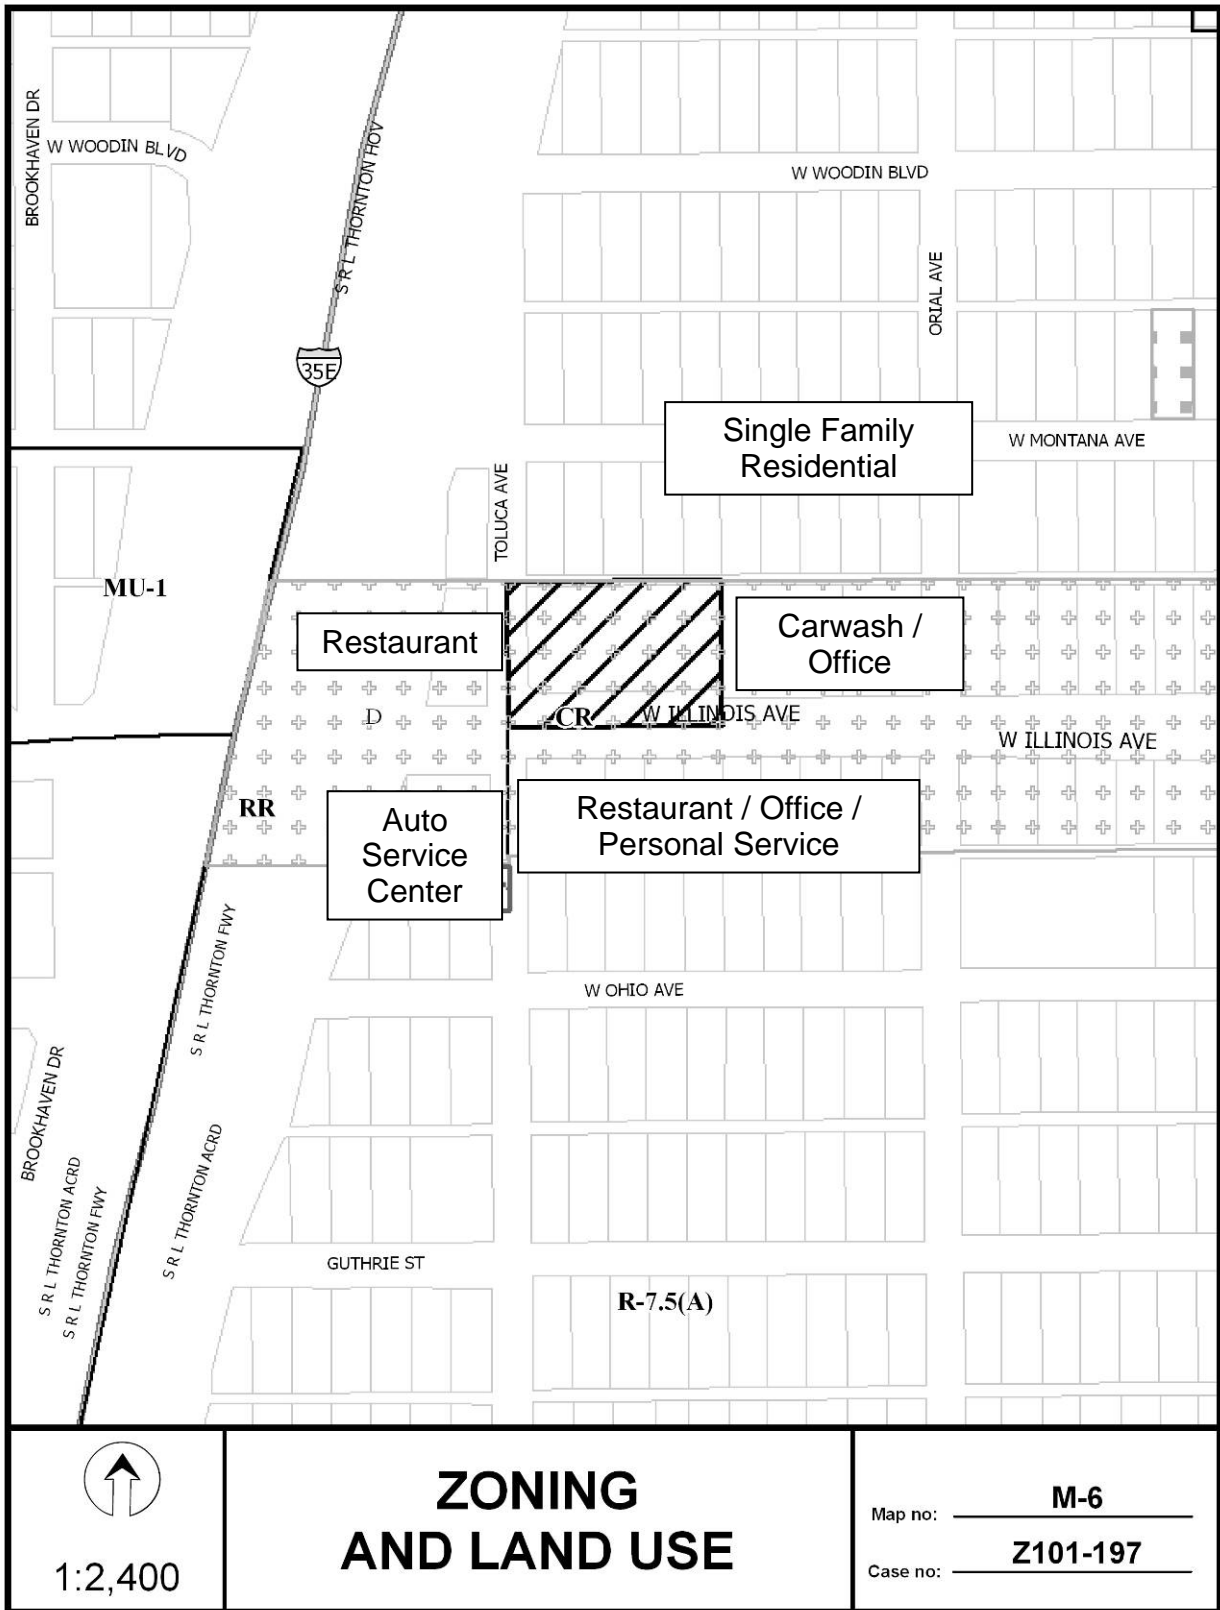 BROOKHAVEN DR
W WOODIN BLVD
S R L THORNTON HOV
W WOODIN BLVD
ORIAL AVE
35E
Single Family
Residential
W MONTANA AVE
TOLUCA AVE
MU-1
Restaurant
Carwash /
Office
D
CR
W ILLINOIS AVE
W ILLINOIS AVE
RR
Auto
Service
Center
Restaurant / Office /
Personal Service
S R L THORNTON FWY
W OHIO AVE
BROOKHAVEN DR
S R L THORNTON ACRD
S R L THORNTON FWY
S R L THORNTON ACRD
GUTHRIE ST
R-7.5(A)
1:2,400
ZONING
AND LAND USE
Map no: M-6
Case no: Z101-197